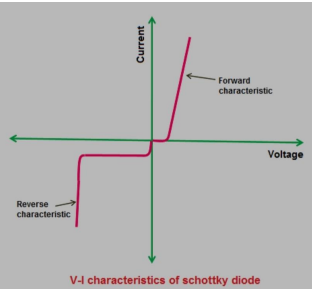 Current
Forward
characteristic
Voltage
Reverse
characteristic
V-I characteristics of schottky diode